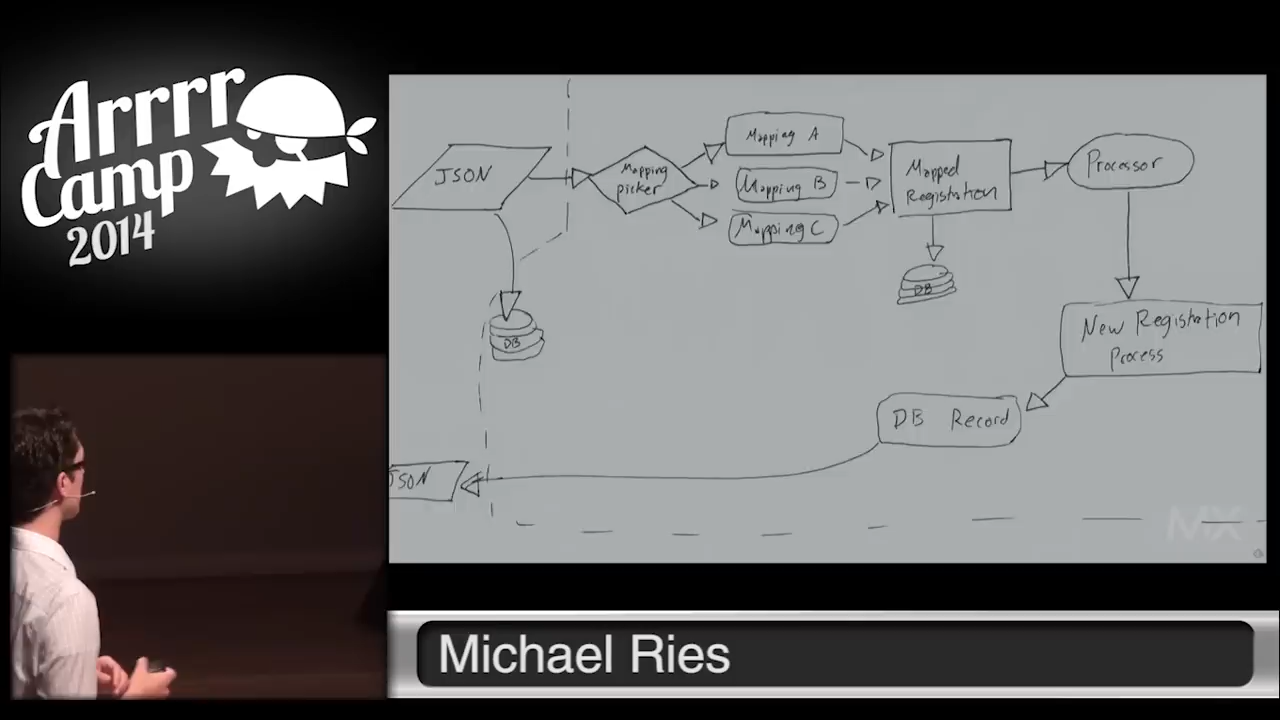 Arrrr
Camp
2014
JSON
Mapping
picker
Mapping A
Mapping B
Mapping C
Mapped
Registration
Processor
DB
DB
New Registration
Process
DB Record
JSON
MX
Michael Ries